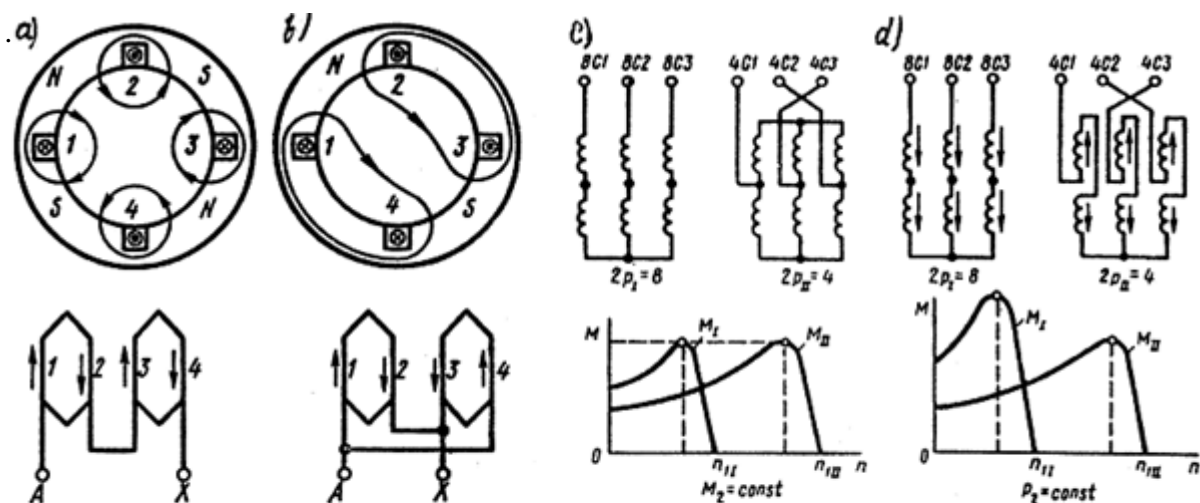 a)
N
S
2
1
3
4
S
N
b)
N
2
1
3
4
S
1
2
3
4
A
X
1
2
3
4
A
X
c)
8C1 8C2 8C3
4C1 4C2 4C3
2p_I = 8
2p_II = 4
M
M_I
M_II
0
n_1I
n_1II
n
M_2 = const
d)
8C1 8C2 8C3
4C1 4C2 4C3
2p_I = 8
2p_II = 4
M
M_I
M_II
0
n_1I
n_1II
n
P_2 = const